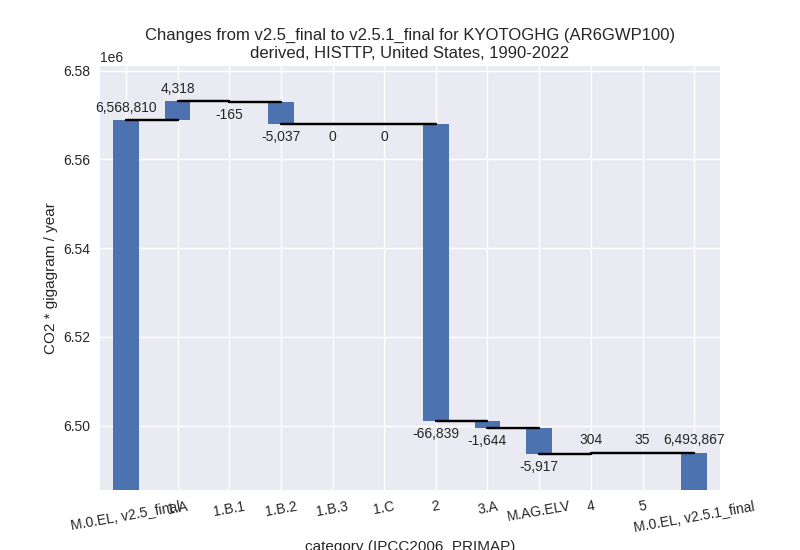 Changes from v2.5_final to v2.5.1_final for KYOTOGHG (AR6GWP100)
derived, HISTTP, United States, 1990-2022
1e6
6.58
6.56
6.54
6.52
6.50
CO2 * gigagram / year
6,568,810
4,318
-165
-5,037
0
0
-66,839
-1,644
-5,917
304
35
6,493,867
M.0.EL, v2.5_final
1.A
1.B.1
1.B.2
1.B.3
1.C
2
3.A
M.AG.ELV
4
5
M.0.EL, v2.5.1_final
category (IPCC2006_PRIMAP)